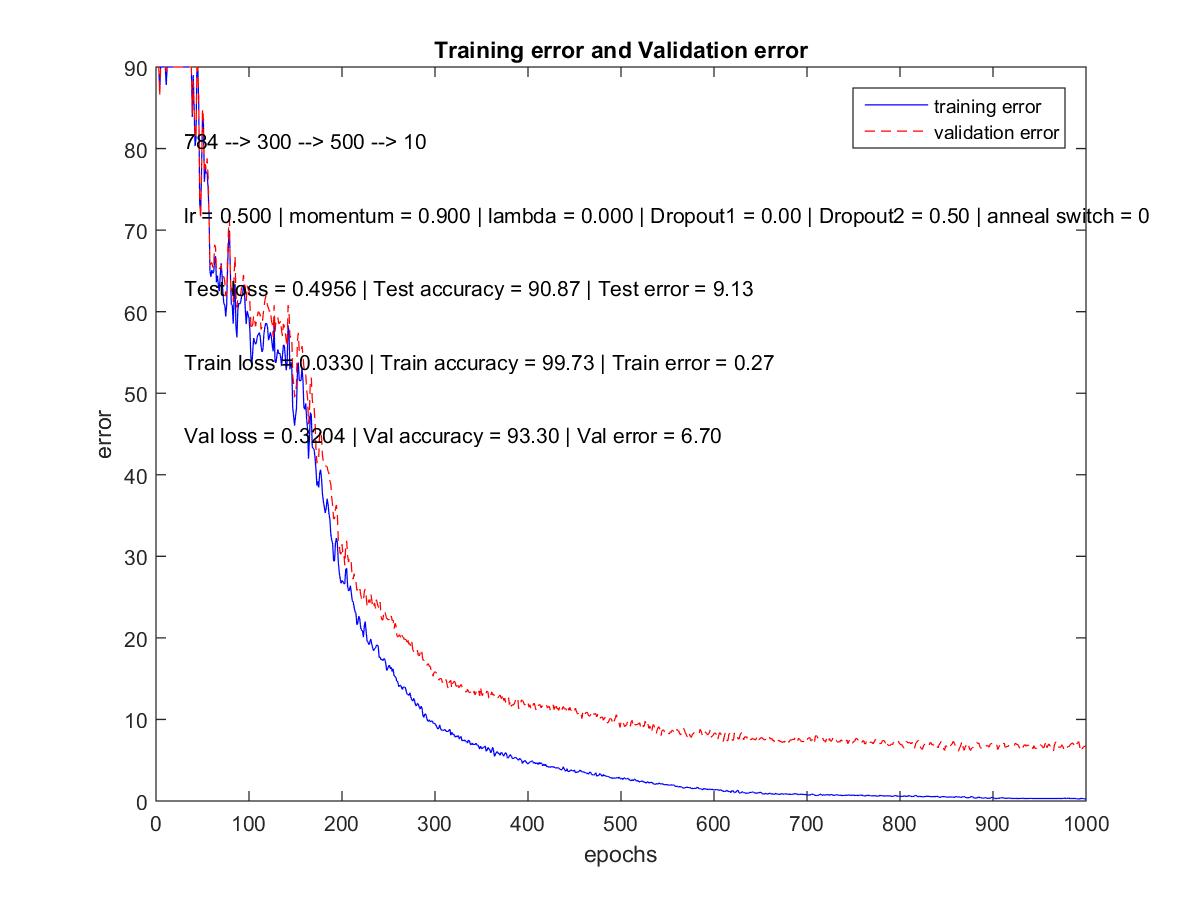 Training error and Validation error
90
80
70
60
50
40
30
20
10
0
error
training error
validation error
784 --> 300 --> 500 --> 10
lr = 0.500 | momentum = 0.900 | lambda = 0.000 | Dropout1 = 0.00 | Dropout2 = 0.50 | anneal switch = 0
Test loss = 0.4956 | Test accuracy = 90.87 | Test error = 9.13
Train loss = 0.0330 | Train accuracy = 99.73 | Train error = 0.27
Val loss = 0.3204 | Val accuracy = 93.30 | Val error = 6.70
0 100 200 300 400 500 600 700 800 900 1000
epochs